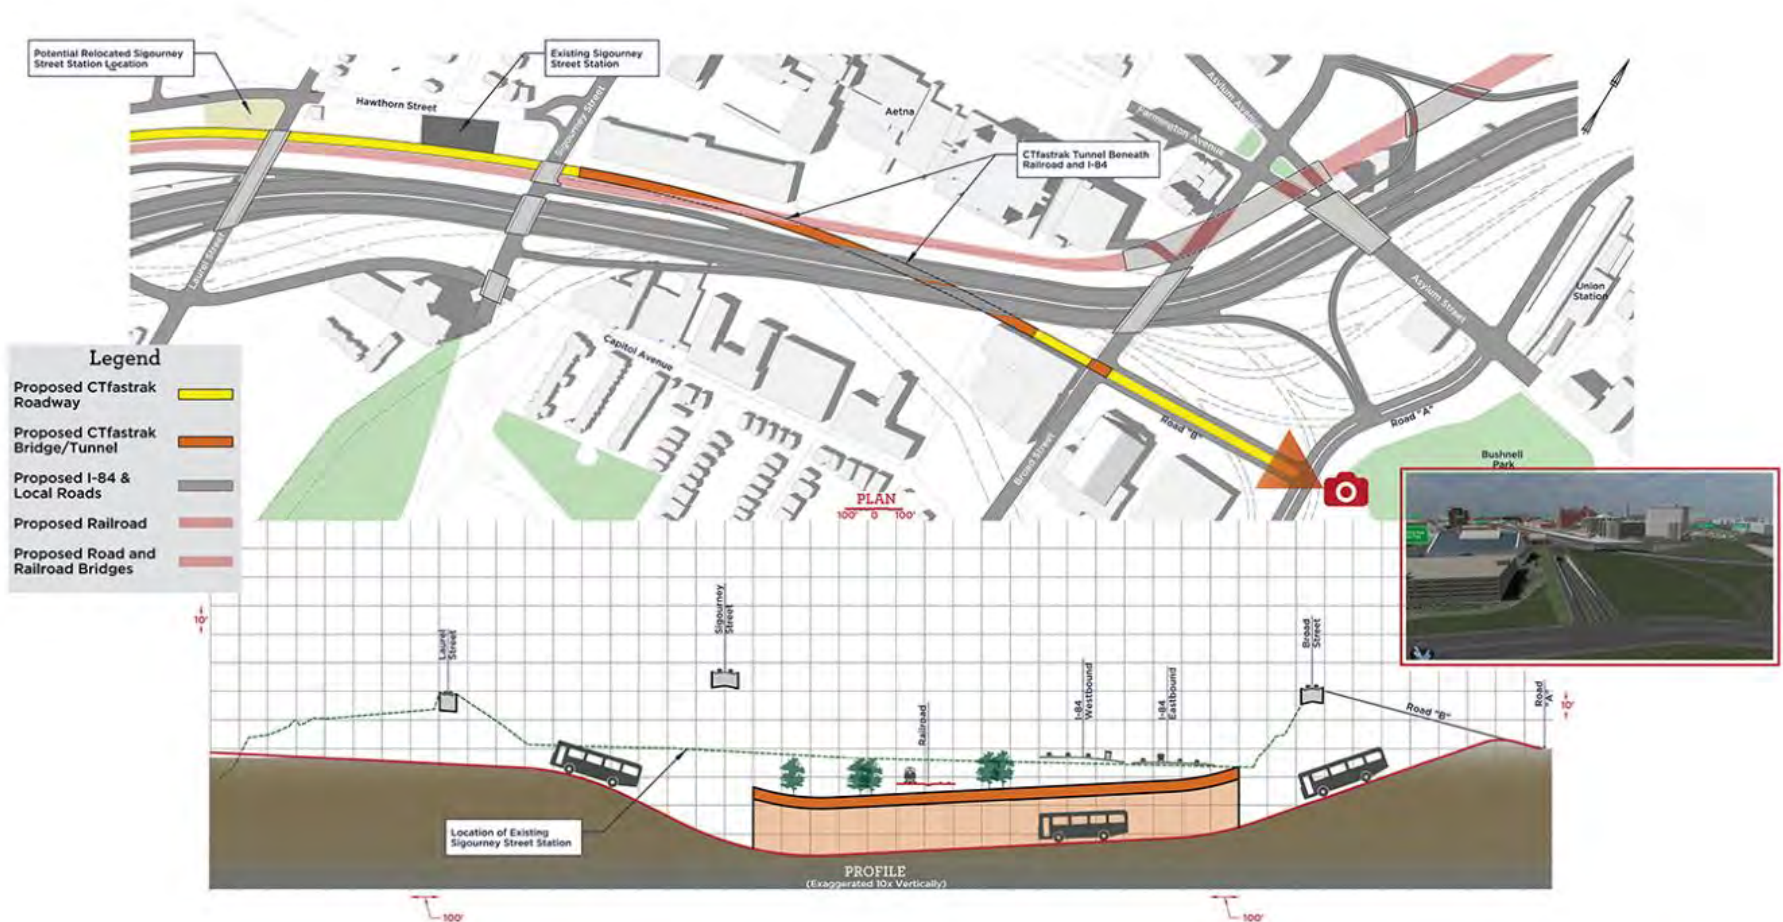 Potential Relocated Sigourney
Street Station Location
Existing Sigourney
Street Station
Hawthorn Street
Sigourney Street
Aetna
Asylum Avenue
Farmington Avenue
CTfastrak Tunnel Beneath
Railroad and I-84
Laurel Street
Capitol Avenue
Broad Street
Road "B"
Road "A"
Asylum Street
Union
Station
Bushnell
Park
Legend
Proposed CTfastrak
Roadway
Proposed CTfastrak
Bridge/Tunnel
Proposed I-84 &
Local Roads
Proposed Railroad
Proposed Road and
Railroad Bridges
PLAN
100' 0 100'
10'
Laurel
Street
Sigourney
Street
Railroad
I-84
Westbound
I-84
Eastbound
Broad
Street
Road "B"
Road
"A"
10'
Location of Existing
Sigourney Street Station
PROFILE
(Exaggerated 10x Vertically)
100'
100'